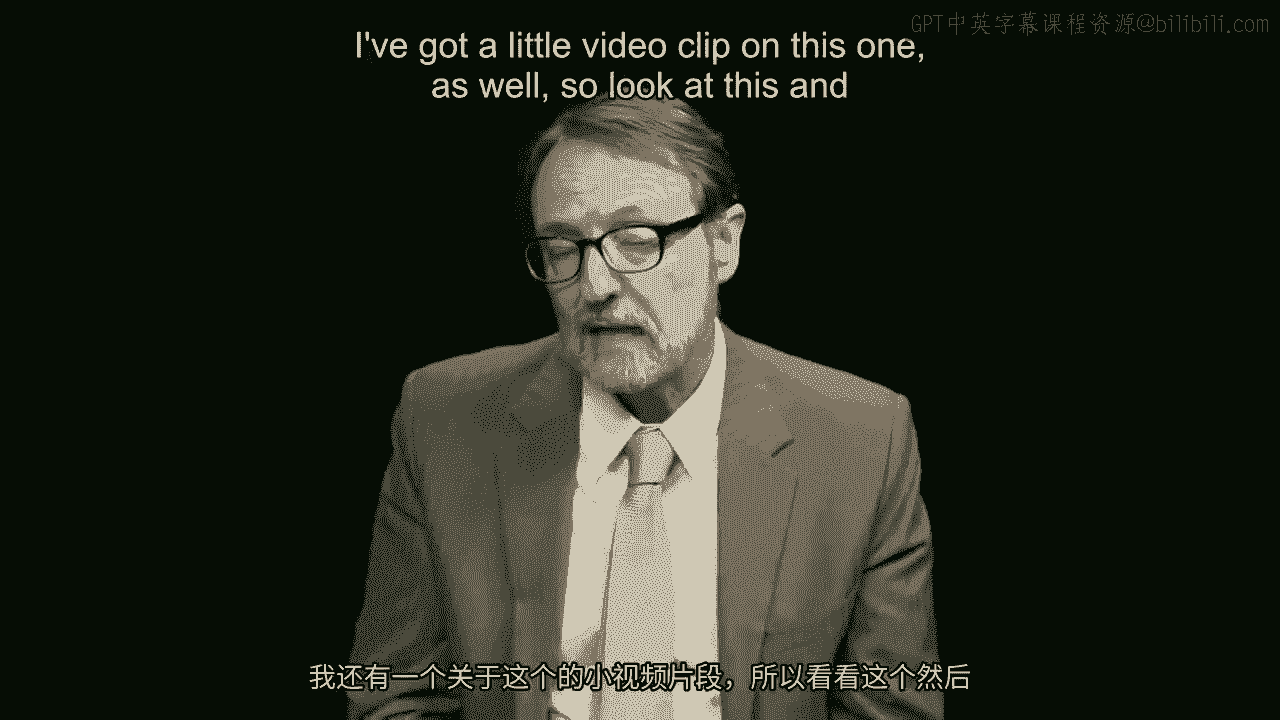 GPT中英字幕课程资源@bilibili.com
I've got a little video clip on this one,
as well, so look at this and
我还有一个关于这个的小视频片段，所以看看这个然后